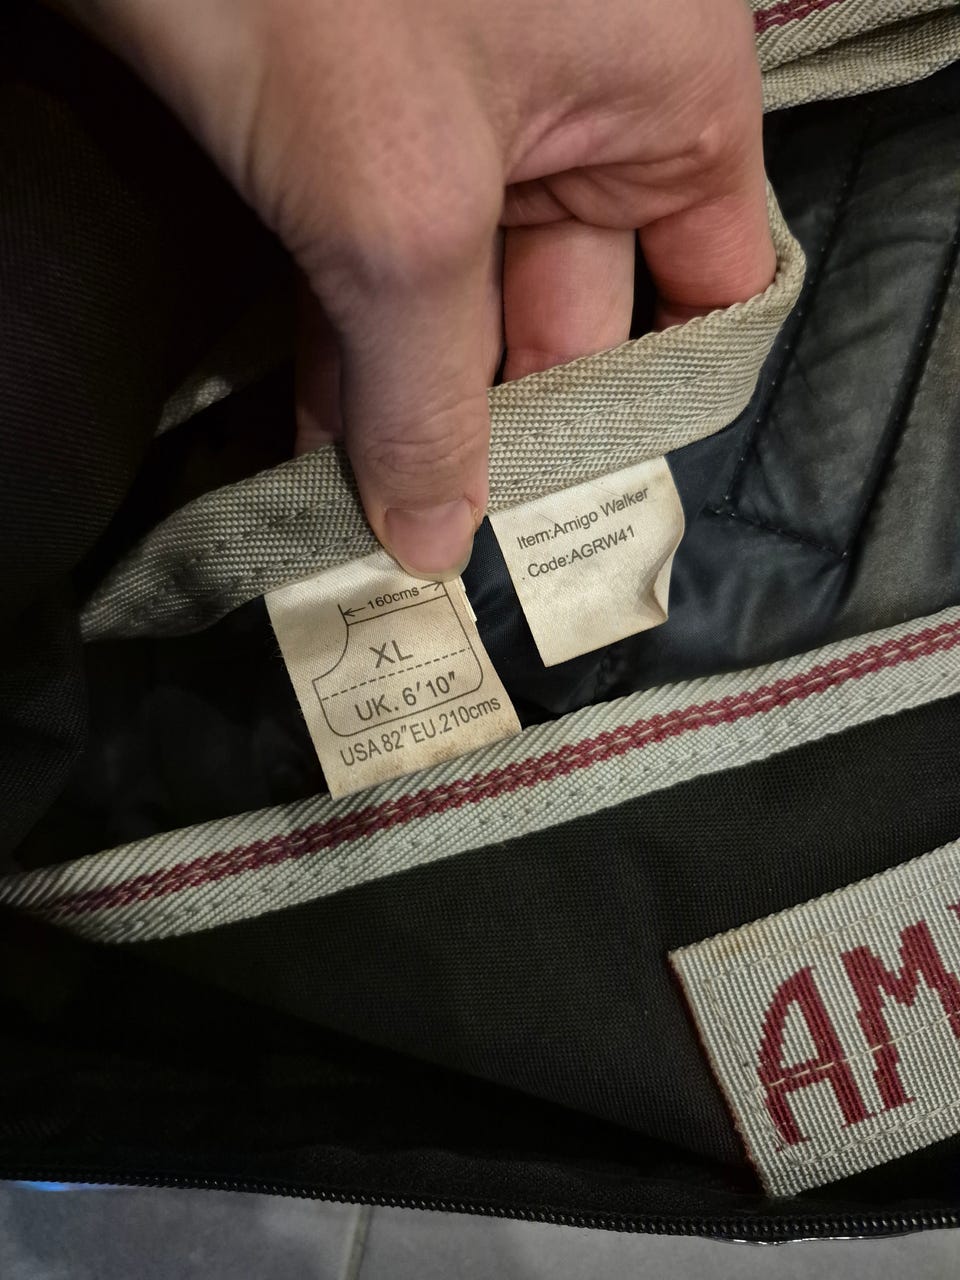 160cms
XL
UK. 6'10"
USA 82" EU.210cms
Item:Amigo Walker
Code:AGRW41
AM